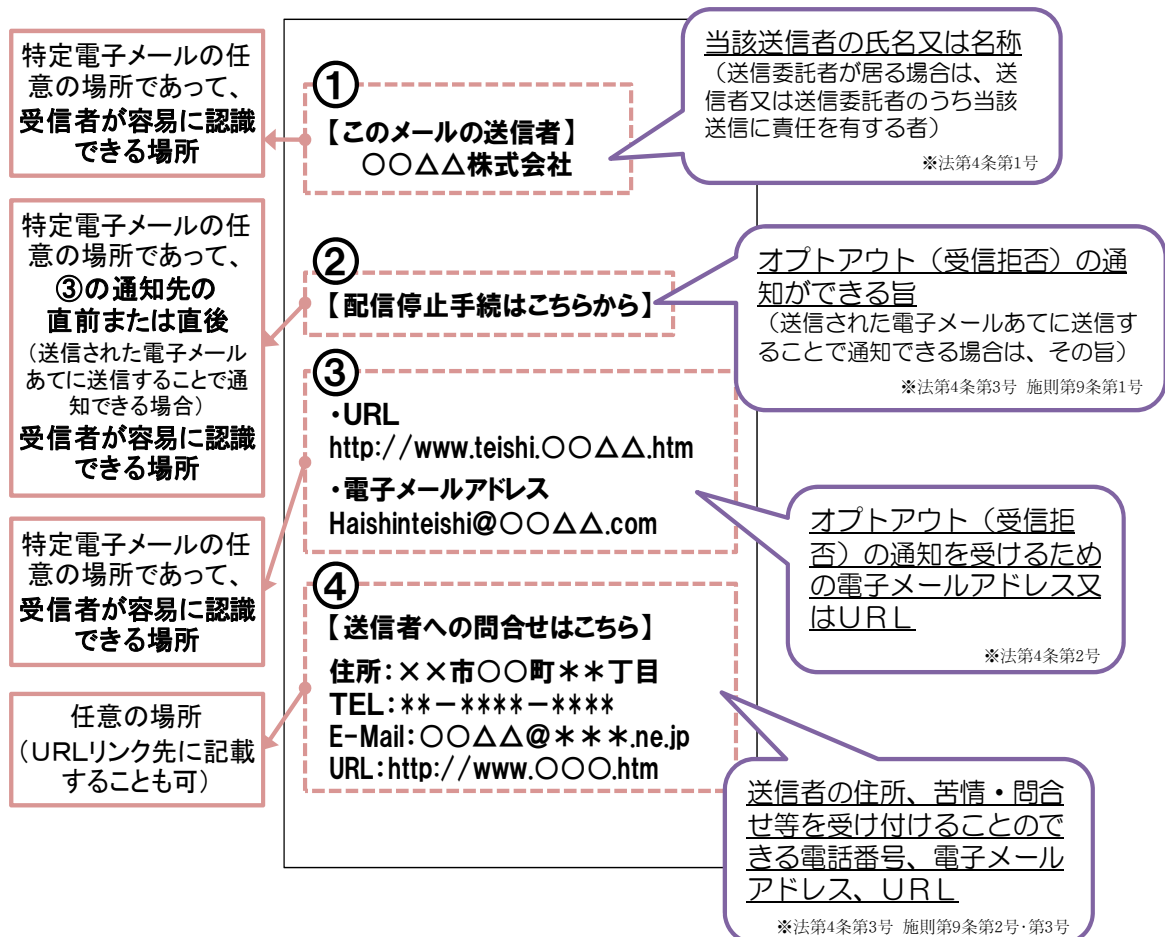 特定電子メールの任
意の場所であって、
受信者が容易に認識
できる場所
①
【このメールの送信者】
○○△△株式会社
当該送信者の氏名又は名称
(送信委託者が居る場合は、送
信者又は送信委託者のうち当該
送信に責任を有する者)
※法第4条第1号
特定電子メールの任
意の場所であって、
③の通知先の
直前または直後
(送信された電子メール
あてに送信することで通
知できる場合)
受信者が容易に認識
できる場所
②
【配信停止手続はこちらから】
オプトアウト(受信拒否)の通
知ができる旨
(送信された電子メールあてに送信す
ることで通知できる場合は、その旨)
※法第4条第3号 施則第9条第1号
特定電子メールの任
意の場所であって、
受信者が容易に認識
できる場所
③
・URL
http://www.teishi.○○△△.htm
・電子メールアドレス
Haishinteishi@○○△△.com
オプトアウト(受信拒
否)の通知を受けるため
の電子メールアドレス又
はURL
※法第4条第2号
任意の場所
(URLリンク先に記載
することも可)
④
【送信者への問合せはこちら】
住所:××市○○町**丁目
TEL:**-****-****
E-Mail:○○△△@***.ne.jp
URL:http://www.○○○.htm
送信者の住所、苦情・問合
せ等を受け付けることので
きる電話番号、電子メール
アドレス、URL
※法第4条第3号 施則第9条第2号・第3号